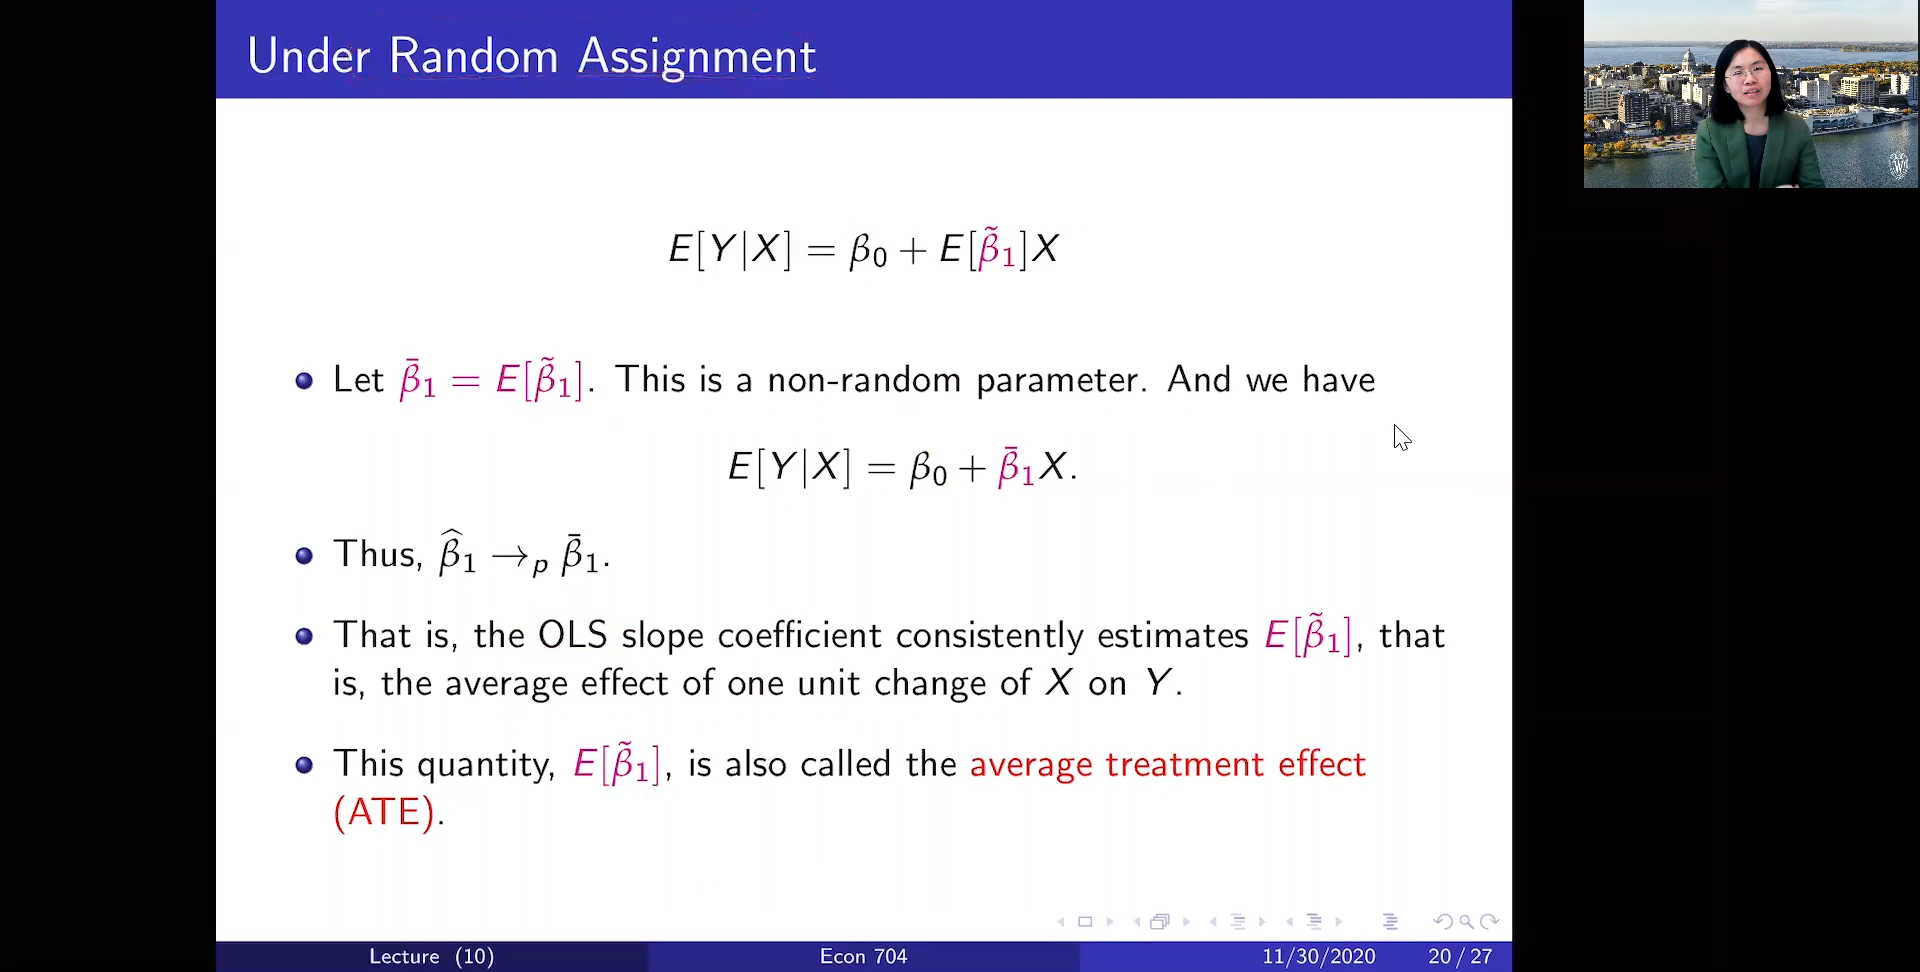 Under Random Assignment
E[Y|X] = β₀ + E[β̃₁]X
• Let β̄₁ = E[β̃₁]. This is a non-random parameter. And we have
E[Y|X] = β₀ + β̄₁X.
• Thus, β̂₁ →ₚ β̄₁.
• That is, the OLS slope coefficient consistently estimates E[β̃₁], that
is, the average effect of one unit change of X on Y.
• This quantity, E[β̃₁], is also called the average treatment effect
(ATE).
Lecture (10) Econ 704 11/30/2020 20 / 27
W